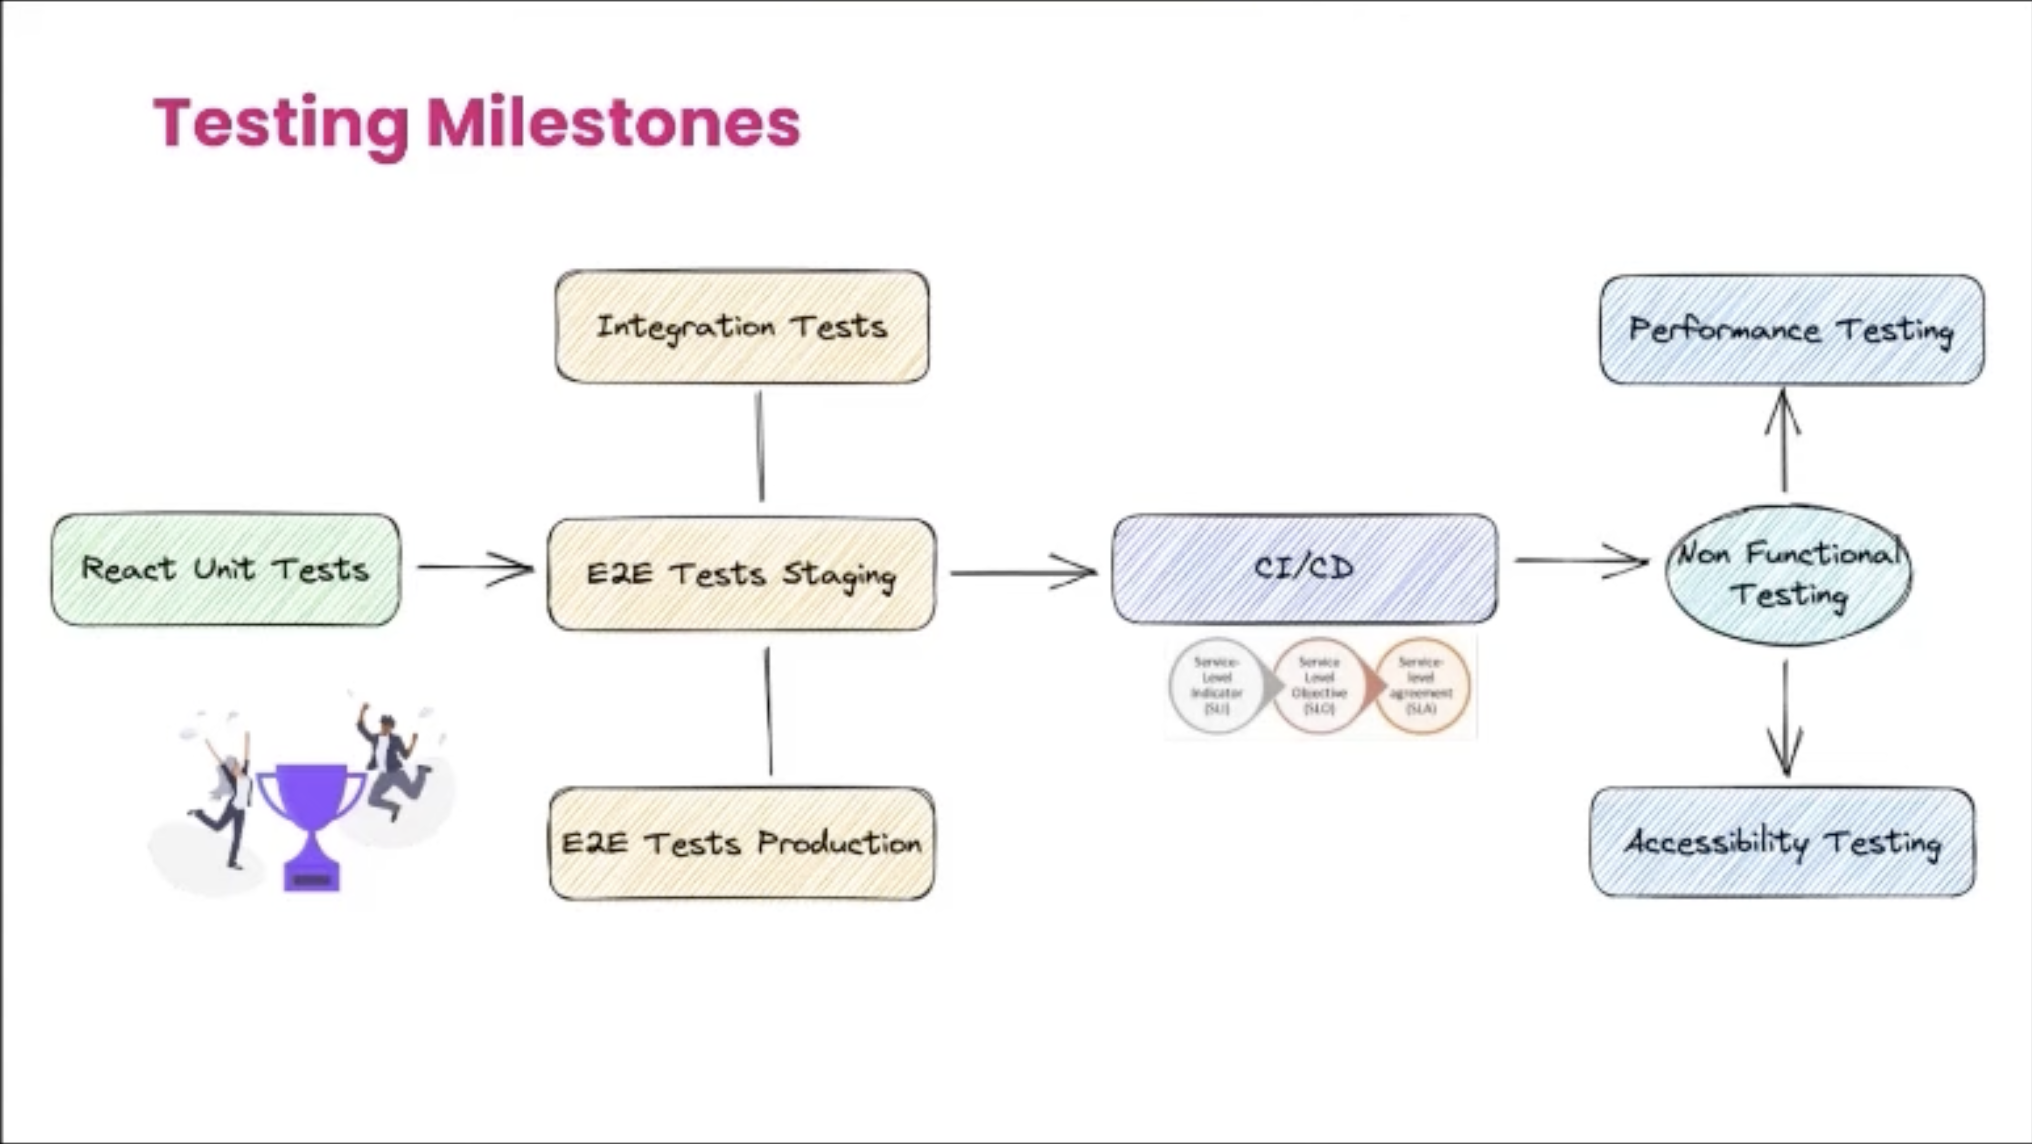 Testing Milestones
Integration Tests
Performance Testing
React Unit Tests
E2E Tests Staging
CI/CD
Non Functional
Testing
Service-
Level
Indicator
(SLI)
Service
Level
Objective
(SLO)
Service-
level
agreement
(SLA)
E2E Tests Production
Accessibility Testing